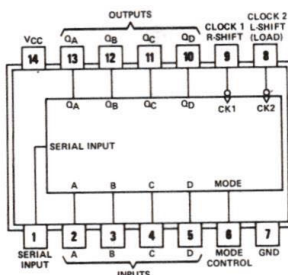 OUTPUTS
CLOCK 1 CLOCK 2
R-SHIFT L-SHIFT
(LOAD)
VCC QA QB QC QD
14 13 12 11 10 9 8
QA QB QC QD CK1 CK2
SERIAL INPUT
A B C D MODE
1 2 3 4 5 6 7
SERIAL INPUT
A B C D
MODE CONTROL
GND
INPUTS